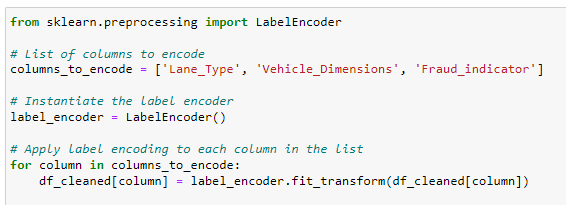 from sklearn.preprocessing import LabelEncoder
# List of columns to encode
columns_to_encode = ['Lane_Type', 'Vehicle_Dimensions', 'Fraud_indicator']
# Instantiate the label encoder
label_encoder = LabelEncoder()
# Apply label encoding to each column in the list
for column in columns_to_encode:
    df_cleaned[column] = label_encoder.fit_transform(df_cleaned[column])